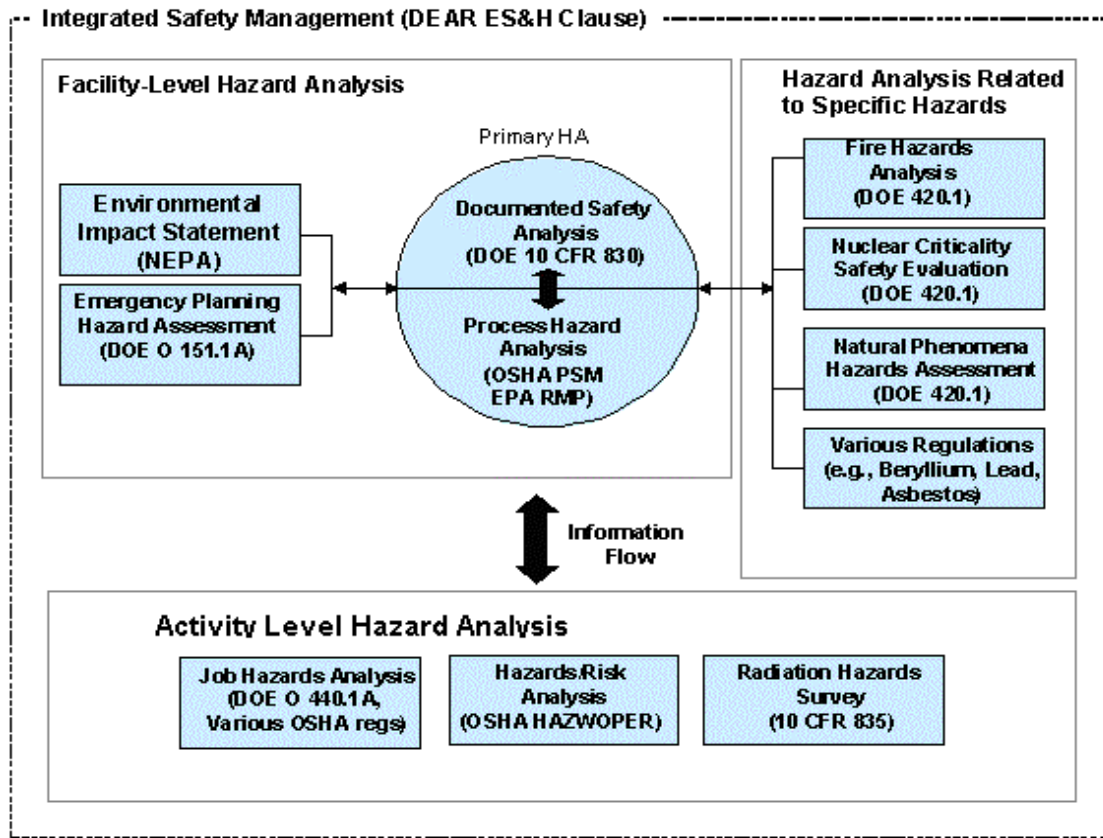 Integrated Safety Management (DEAR ES&H Clause)
Facility-Level Hazard Analysis
Primary HA
Environmental
Impact Statement
(NEPA)
Emergency Planning
Hazard Assessment
(DOE O 151.1A)
Documented Safety
Analysis
(DOE 10 CFR 830)
Process Hazard
Analysis
(OSHA PSM
EPA RMP)
Hazard Analysis Related
to Specific Hazards
Fire Hazards
Analysis
(DOE 420.1)
Nuclear Criticality
Safety Evaluation
(DOE 420.1)
Natural Phenomena
Hazards Assessment
(DOE 420.1)
Various Regulations
(e.g., Beryllium, Lead,
Asbestos)
Information
Flow
Activity Level Hazard Analysis
Job Hazards Analysis
(DOE O 440.1A,
Various OSHA regs)
Hazards/Risk
Analysis
(OSHA HAZWOPER)
Radiation Hazards
Survey
(10 CFR 835)